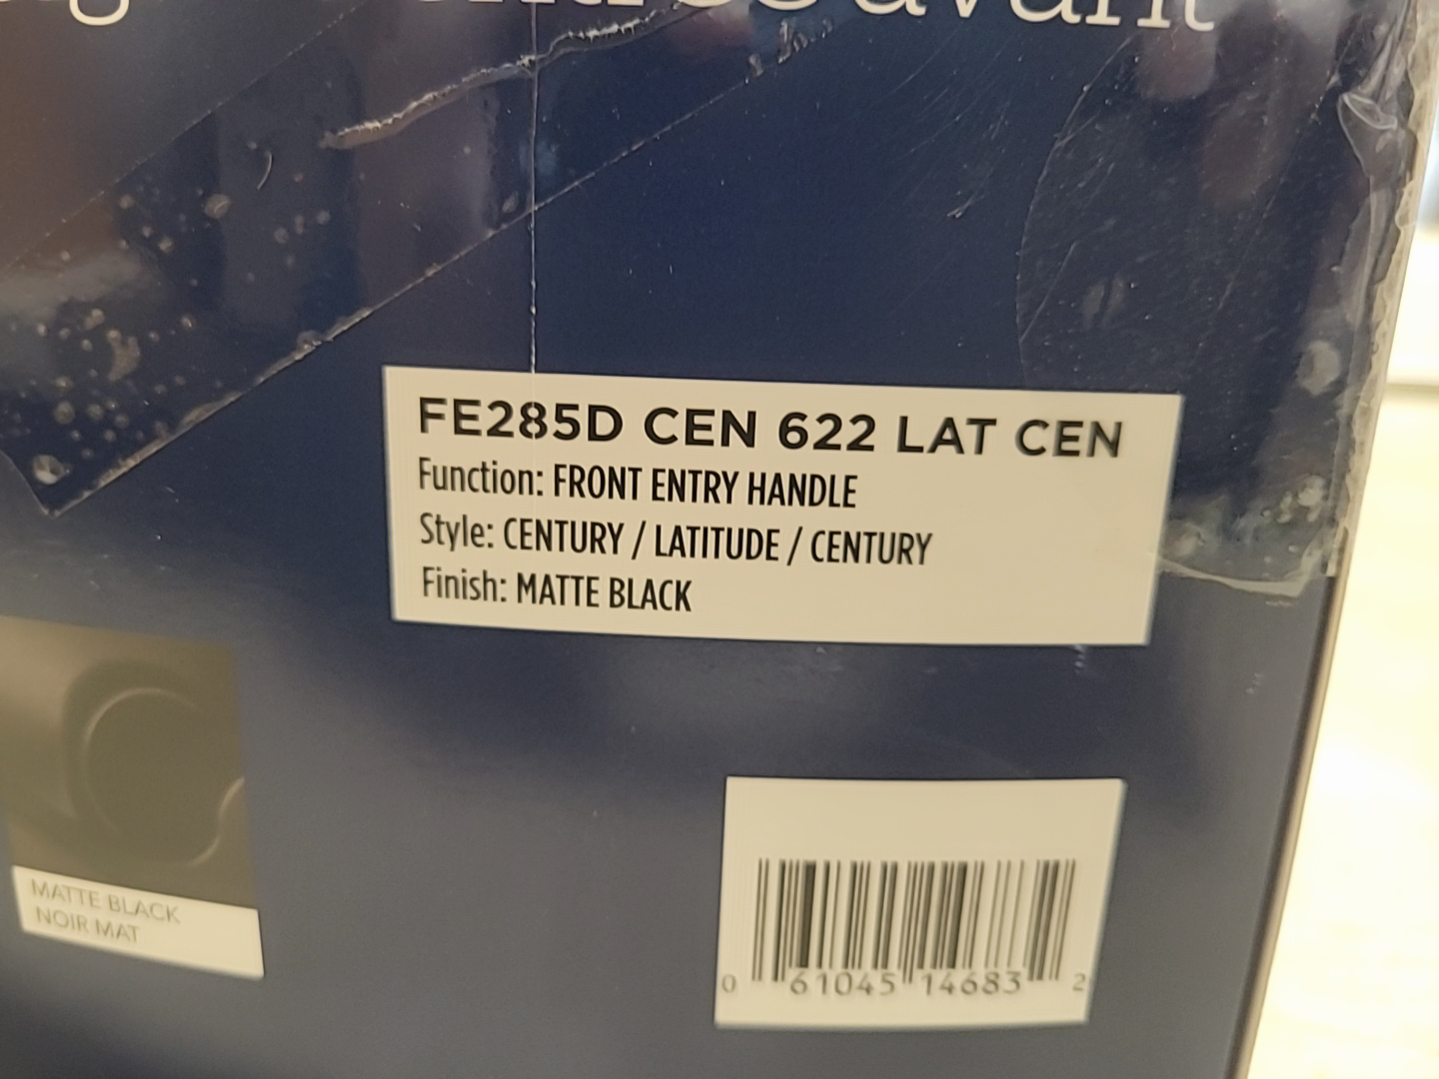 avant
FE285D CEN 622 LAT CEN
Function: FRONT ENTRY HANDLE
Style: CENTURY / LATITUDE / CENTURY
Finish: MATTE BLACK
MATTE BLACK
NOIR MAT
0 61045 14683 2